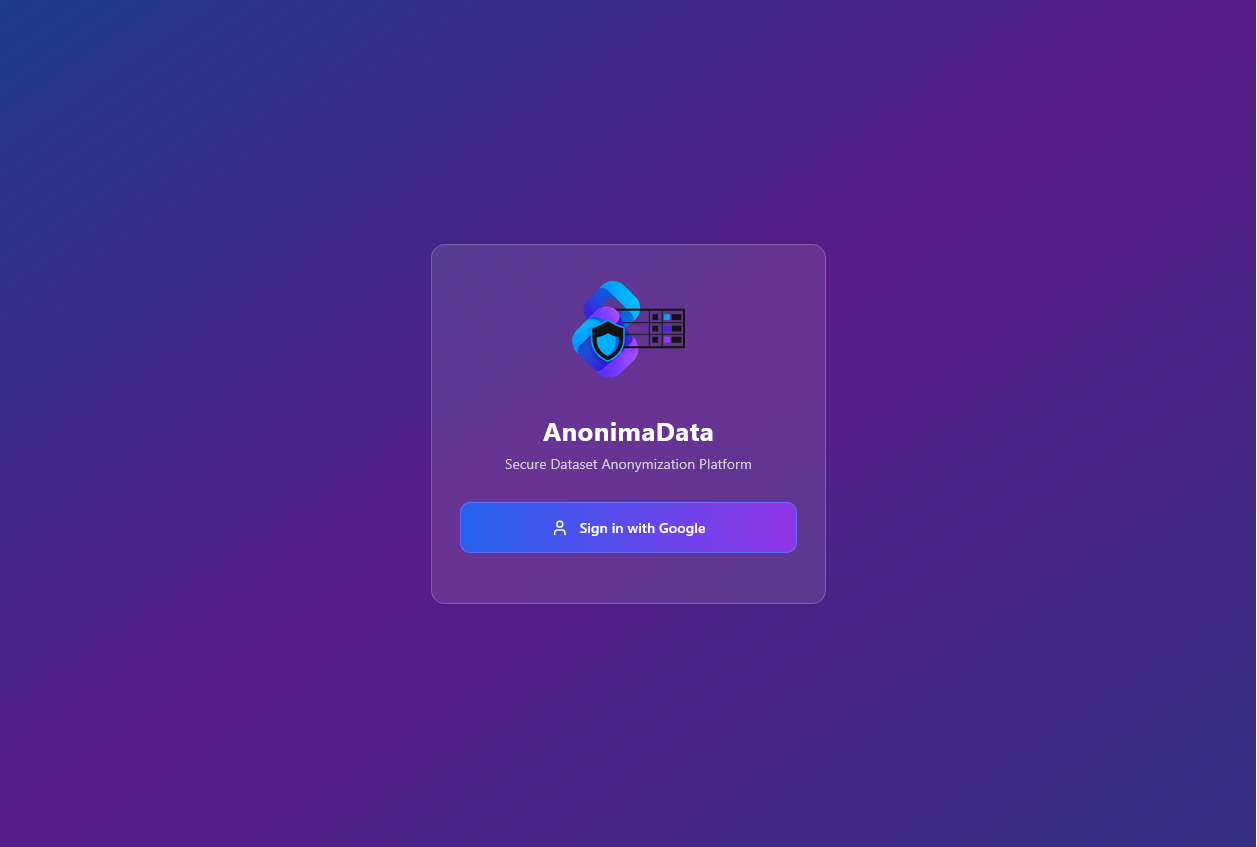 AnonimaData
Secure Dataset Anonymization Platform
Sign in with Google